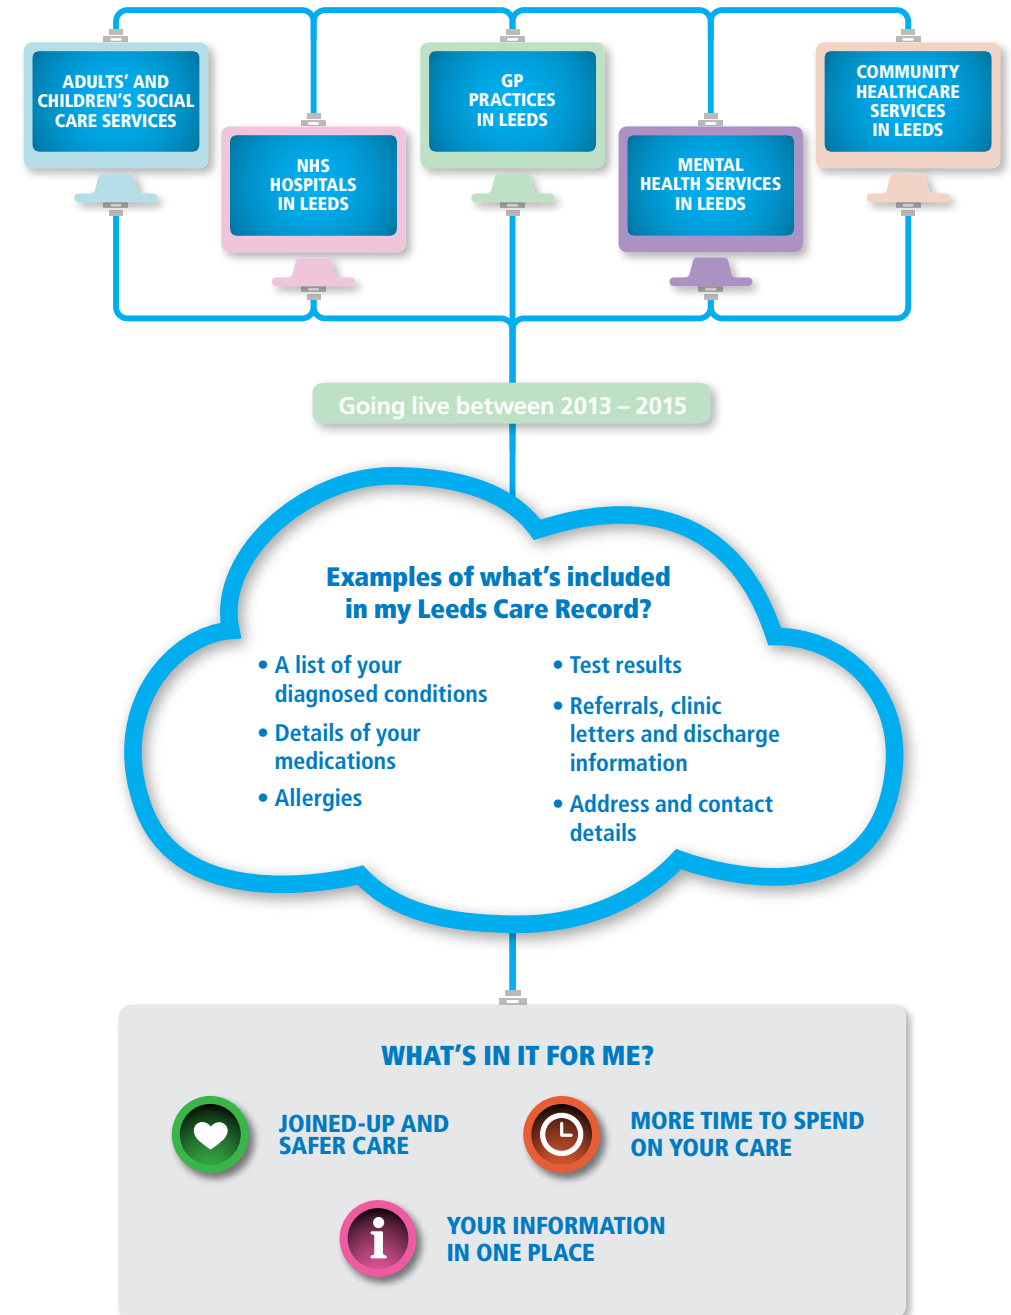 ADULTS’ AND
CHILDREN’S SOCIAL
CARE SERVICES
NHS
HOSPITALS
IN LEEDS
GP
PRACTICES
IN LEEDS
MENTAL
HEALTH SERVICES
IN LEEDS
COMMUNITY
HEALTHCARE
SERVICES
IN LEEDS
Going live between 2013 – 2015
Examples of what’s included
in my Leeds Care Record?
• A list of your
diagnosed conditions
• Details of your
medications
• Allergies
• Test results
• Referrals, clinic
letters and discharge
information
• Address and contact
details
WHAT’S IN IT FOR ME?
JOINED-UP AND
SAFER CARE
MORE TIME TO SPEND
ON YOUR CARE
YOUR INFORMATION
IN ONE PLACE